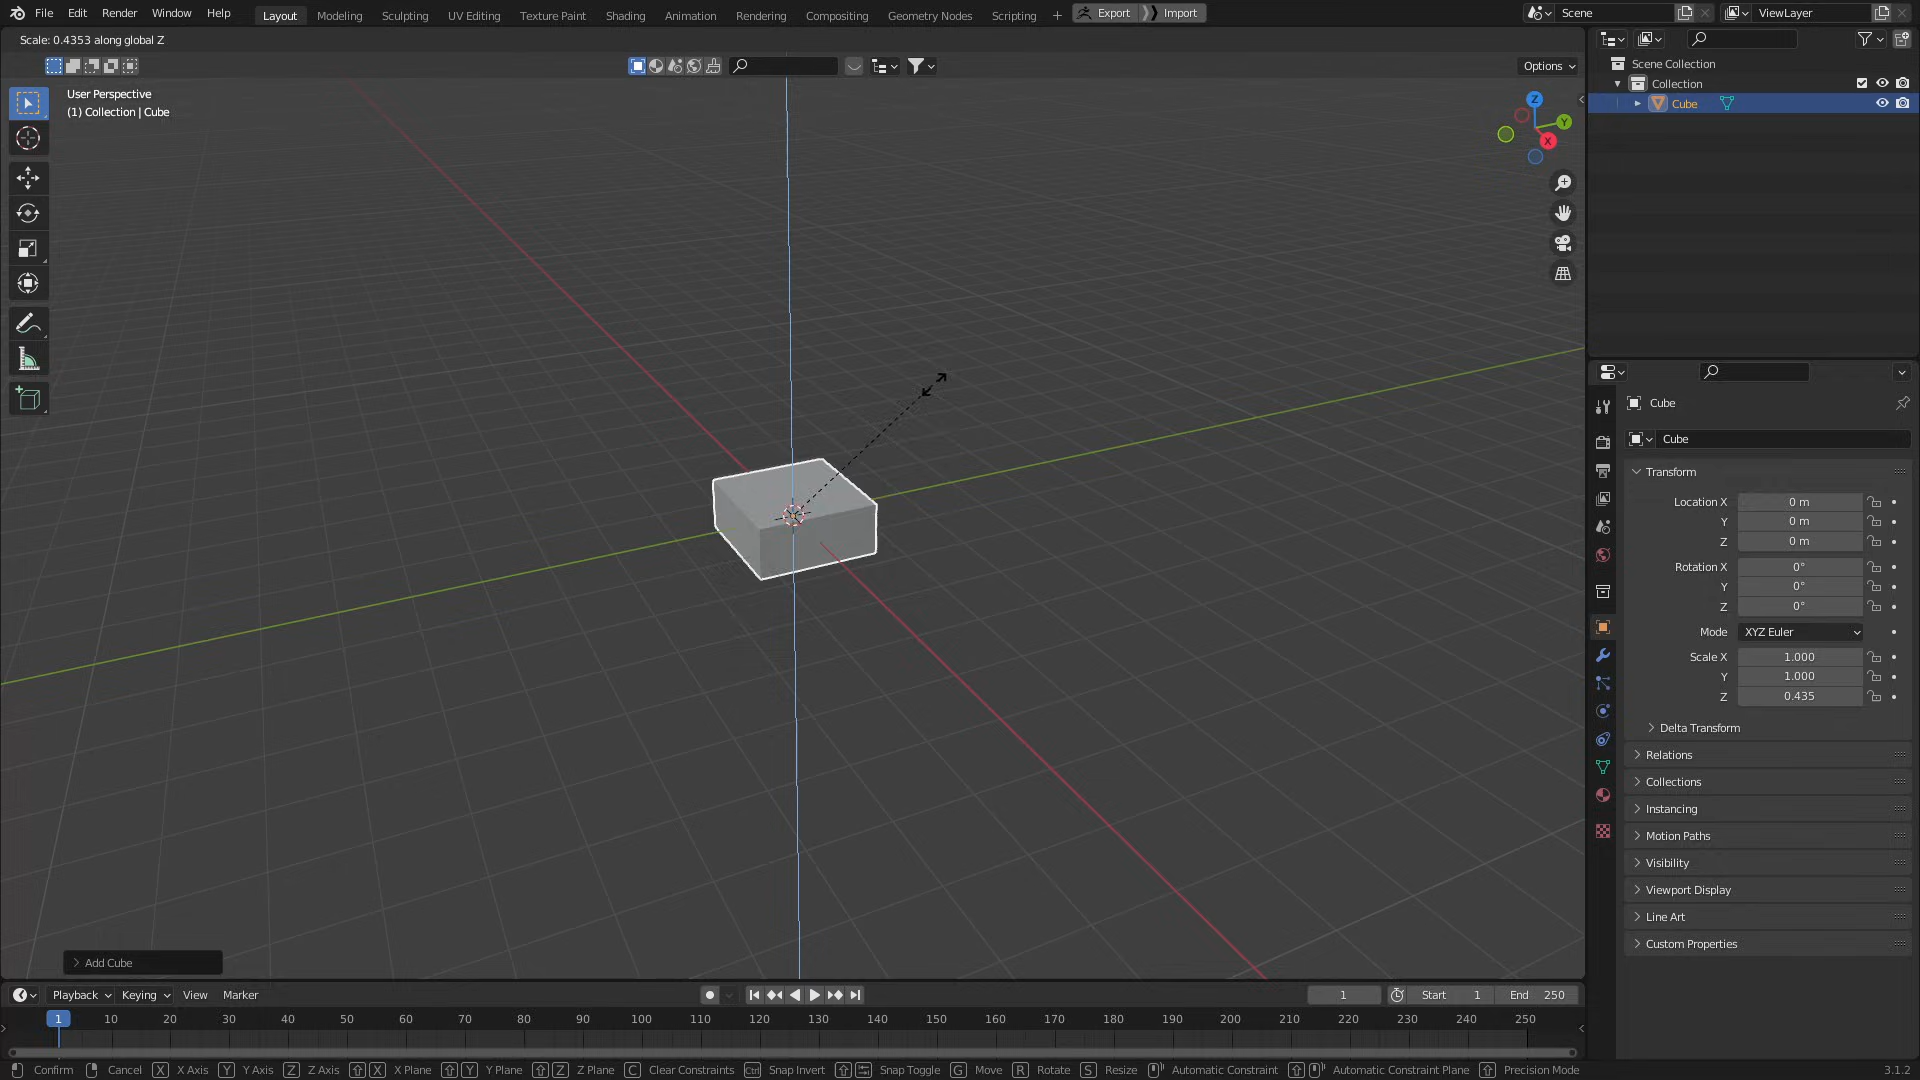 File Edit Render Window Help Layout Modeling Sculpting UV Editing Texture Paint Shading Animation Rendering Compositing Geometry Nodes Scripting + Export Import Scene ViewLayer
Scale: 0.4353 along global Z
Options
User Perspective
(1) Collection | Cube
Z
Y
X
Scene Collection
Collection
Cube
Cube
Cube
Transform
Location X 0 m
Y 0 m
Z 0 m
Rotation X 0°
Y 0°
Z 0°
Mode XYZ Euler
Scale X 1.000
Y 1.000
Z 0.435
Delta Transform
Relations
Collections
Instancing
Motion Paths
Visibility
Viewport Display
Line Art
Custom Properties
Add Cube
Playback Keying View Marker 1 Start 1 End 250
1 10 20 30 40 50 60 70 80 90 100 110 120 130 140 150 160 170 180 190 200 210 220 230 240 250
Confirm Cancel X X Axis Y Y Axis Z Z Axis X X Plane Y Y Plane Z Z Plane C Clear Constraints Ctrl Snap Invert Snap Toggle G Move R Rotate S Resize Automatic Constraint Automatic Constraint Plane Precision Mode 3.1.2